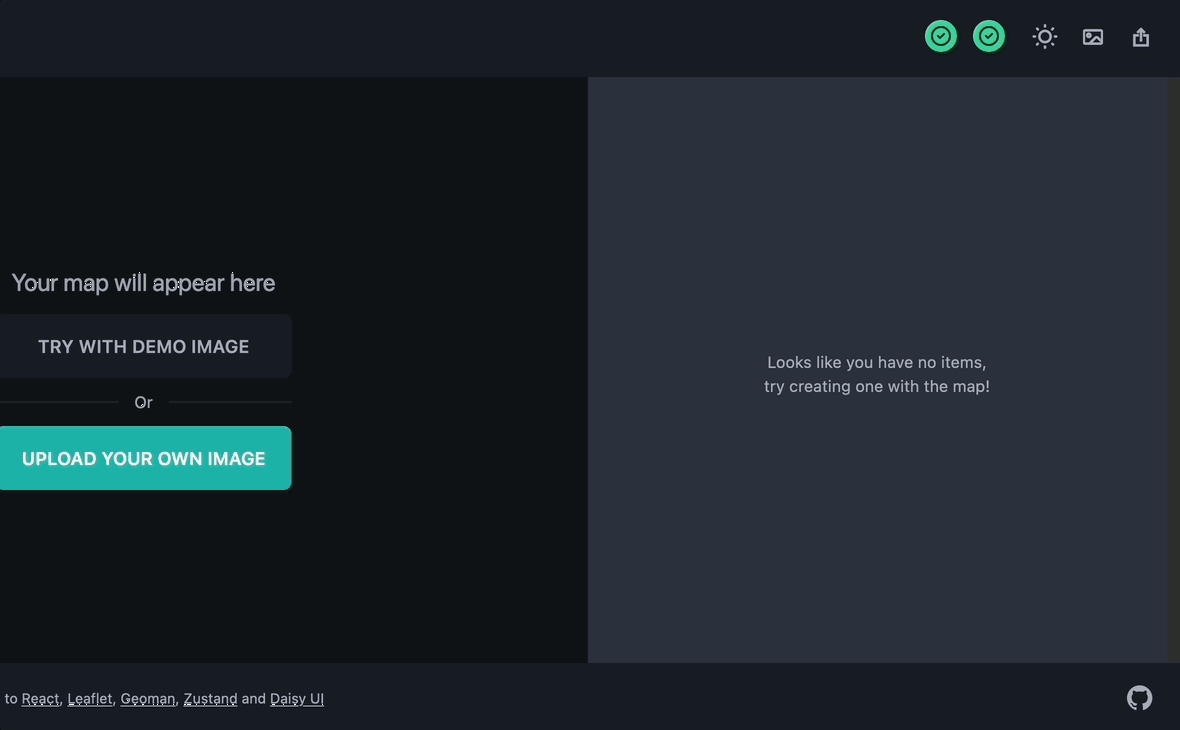 Your map will appear here
TRY WITH DEMO IMAGE
Or
UPLOAD YOUR OWN IMAGE
Looks like you have no items,
try creating one with the map!
to React, Leaflet, Geoman, Zustand and Daisy UI